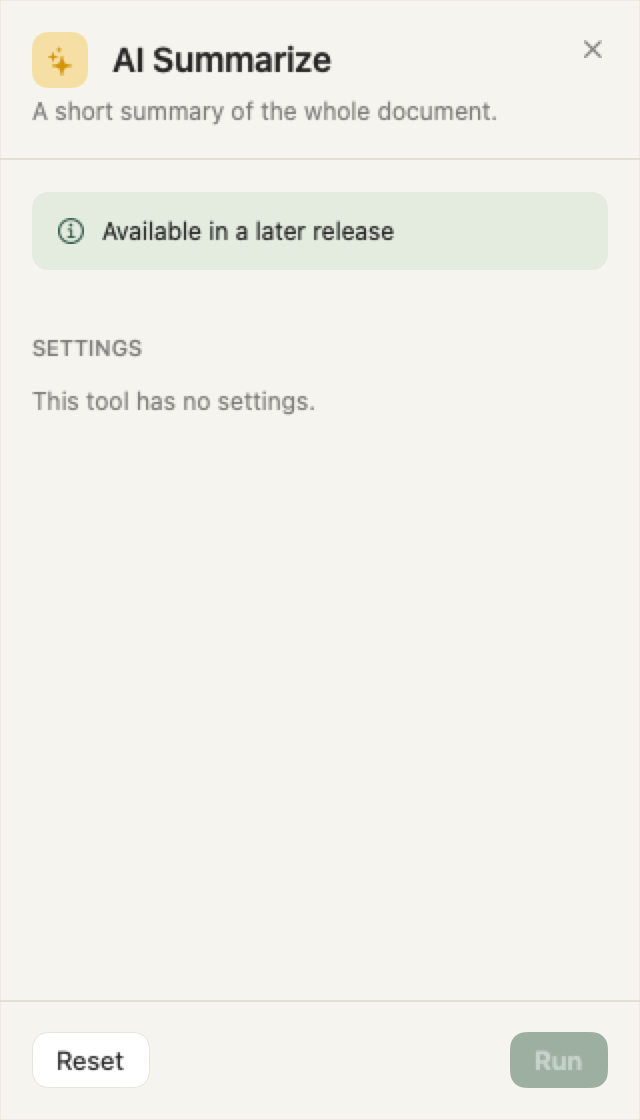 AI Summarize
A short summary of the whole document.
Available in a later release
SETTINGS
This tool has no settings.
Reset
Run